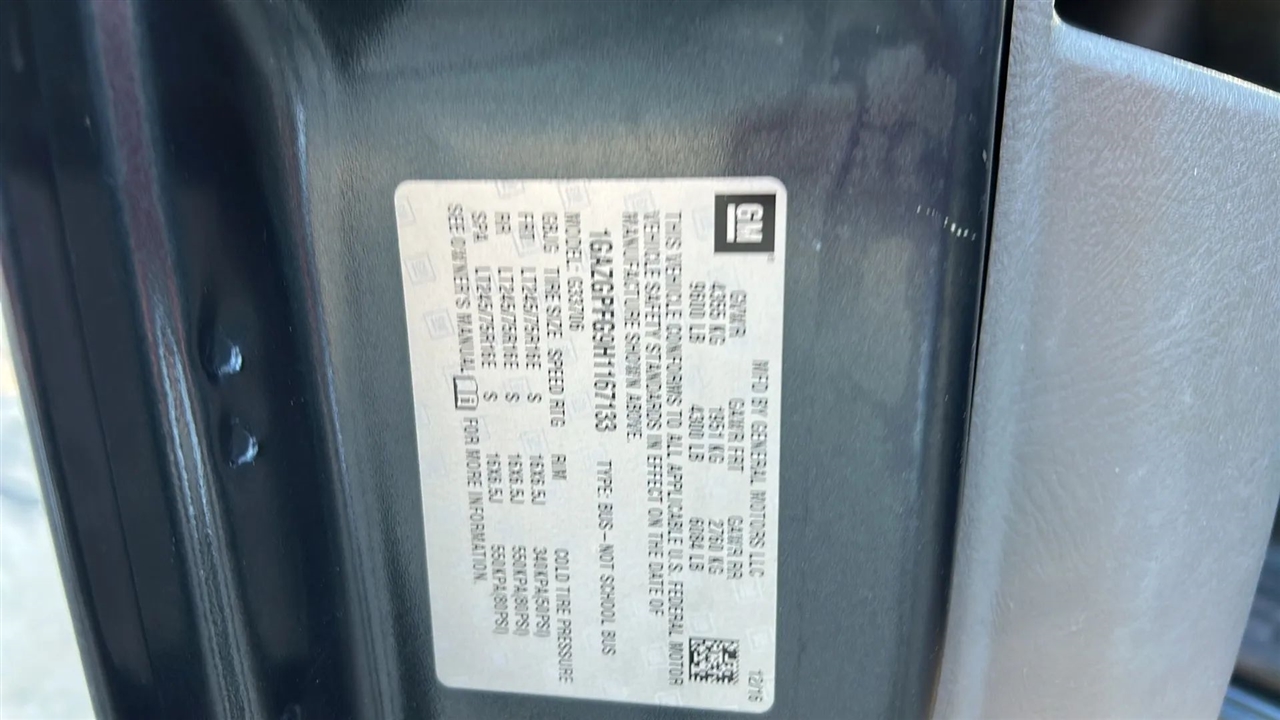 GM
MFD BY GENERAL MOTORS LLC 12/16
GVWR GAWR FRT GAWR RR
4355 KG 1951 KG 2760 KG
9600 LB 4300 LB 6084 LB
THIS VEHICLE CONFORMS TO ALL APPLICABLE U.S. FEDERAL MOTOR
VEHICLE SAFETY STANDARDS IN EFFECT ON THE DATE OF
MANUFACTURE SHOWN ABOVE.
1GAZGPFG9H1167133 TYPE: BUS-NOT SCHOOL BUS
MODEL: G33706
TIRE SIZE SPEED RTG RIM COLD TIRE PRESSURE
FRT LT245/75R16E S 16X6.5J 340KPA(50PSI)
RR LT245/75R16E S 16X6.5J 550KPA(80PSI)
SPA LT245/75R16E S 16X6.5J 550KPA(80PSI)
SEE OWNER'S MANUAL FOR MORE INFORMATION.